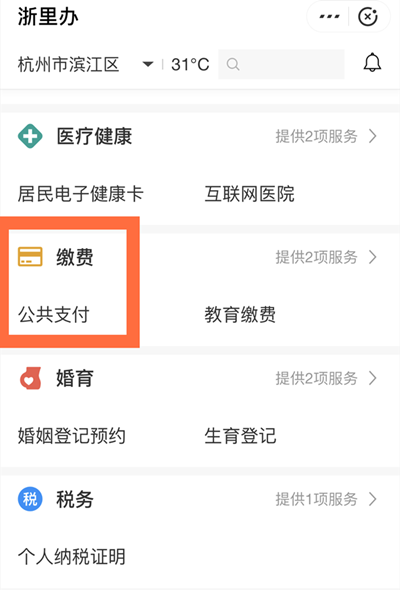 浙里办
杭州市滨江区 31°C
医疗健康 提供2项服务
居民电子健康卡 互联网医院
缴费 提供2项服务
公共支付 教育缴费
婚育 提供2项服务
婚姻登记预约 生育登记
税 税务 提供1项服务
个人纳税证明